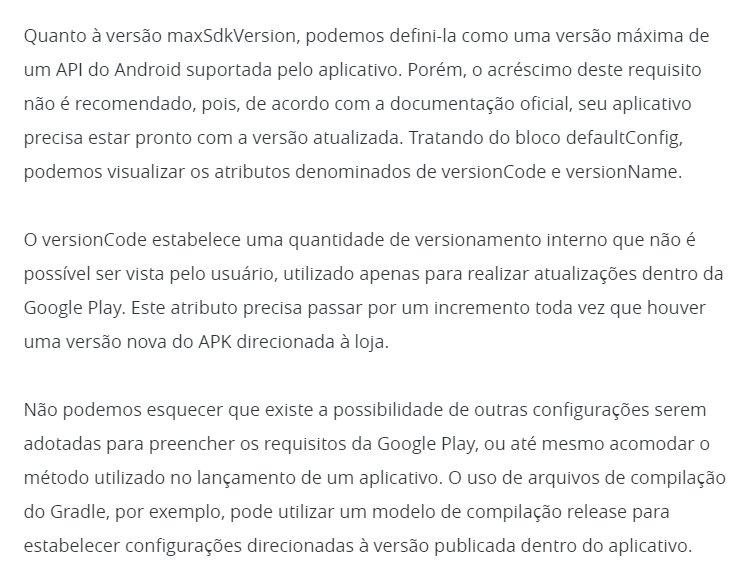 Quanto à versão maxSdkVersion, podemos defini-la como uma versão máxima de
um API do Android suportada pelo aplicativo. Porém, o acréscimo deste requisito
não é recomendado, pois, de acordo com a documentação oficial, seu aplicativo
precisa estar pronto com a versão atualizada. Tratando do bloco defaultConfig,
podemos visualizar os atributos denominados de versionCode e versionName.
O versionCode estabelece uma quantidade de versionamento interno que não é
possível ser vista pelo usuário, utilizado apenas para realizar atualizações dentro da
Google Play. Este atributo precisa passar por um incremento toda vez que houver
uma versão nova do APK direcionada à loja.
Não podemos esquecer que existe a possibilidade de outras configurações serem
adotadas para preencher os requisitos da Google Play, ou até mesmo acomodar o
método utilizado no lançamento de um aplicativo. O uso de arquivos de compilação
do Gradle, por exemplo, pode utilizar um modelo de compilação release para
estabelecer configurações direcionadas à versão publicada dentro do aplicativo.